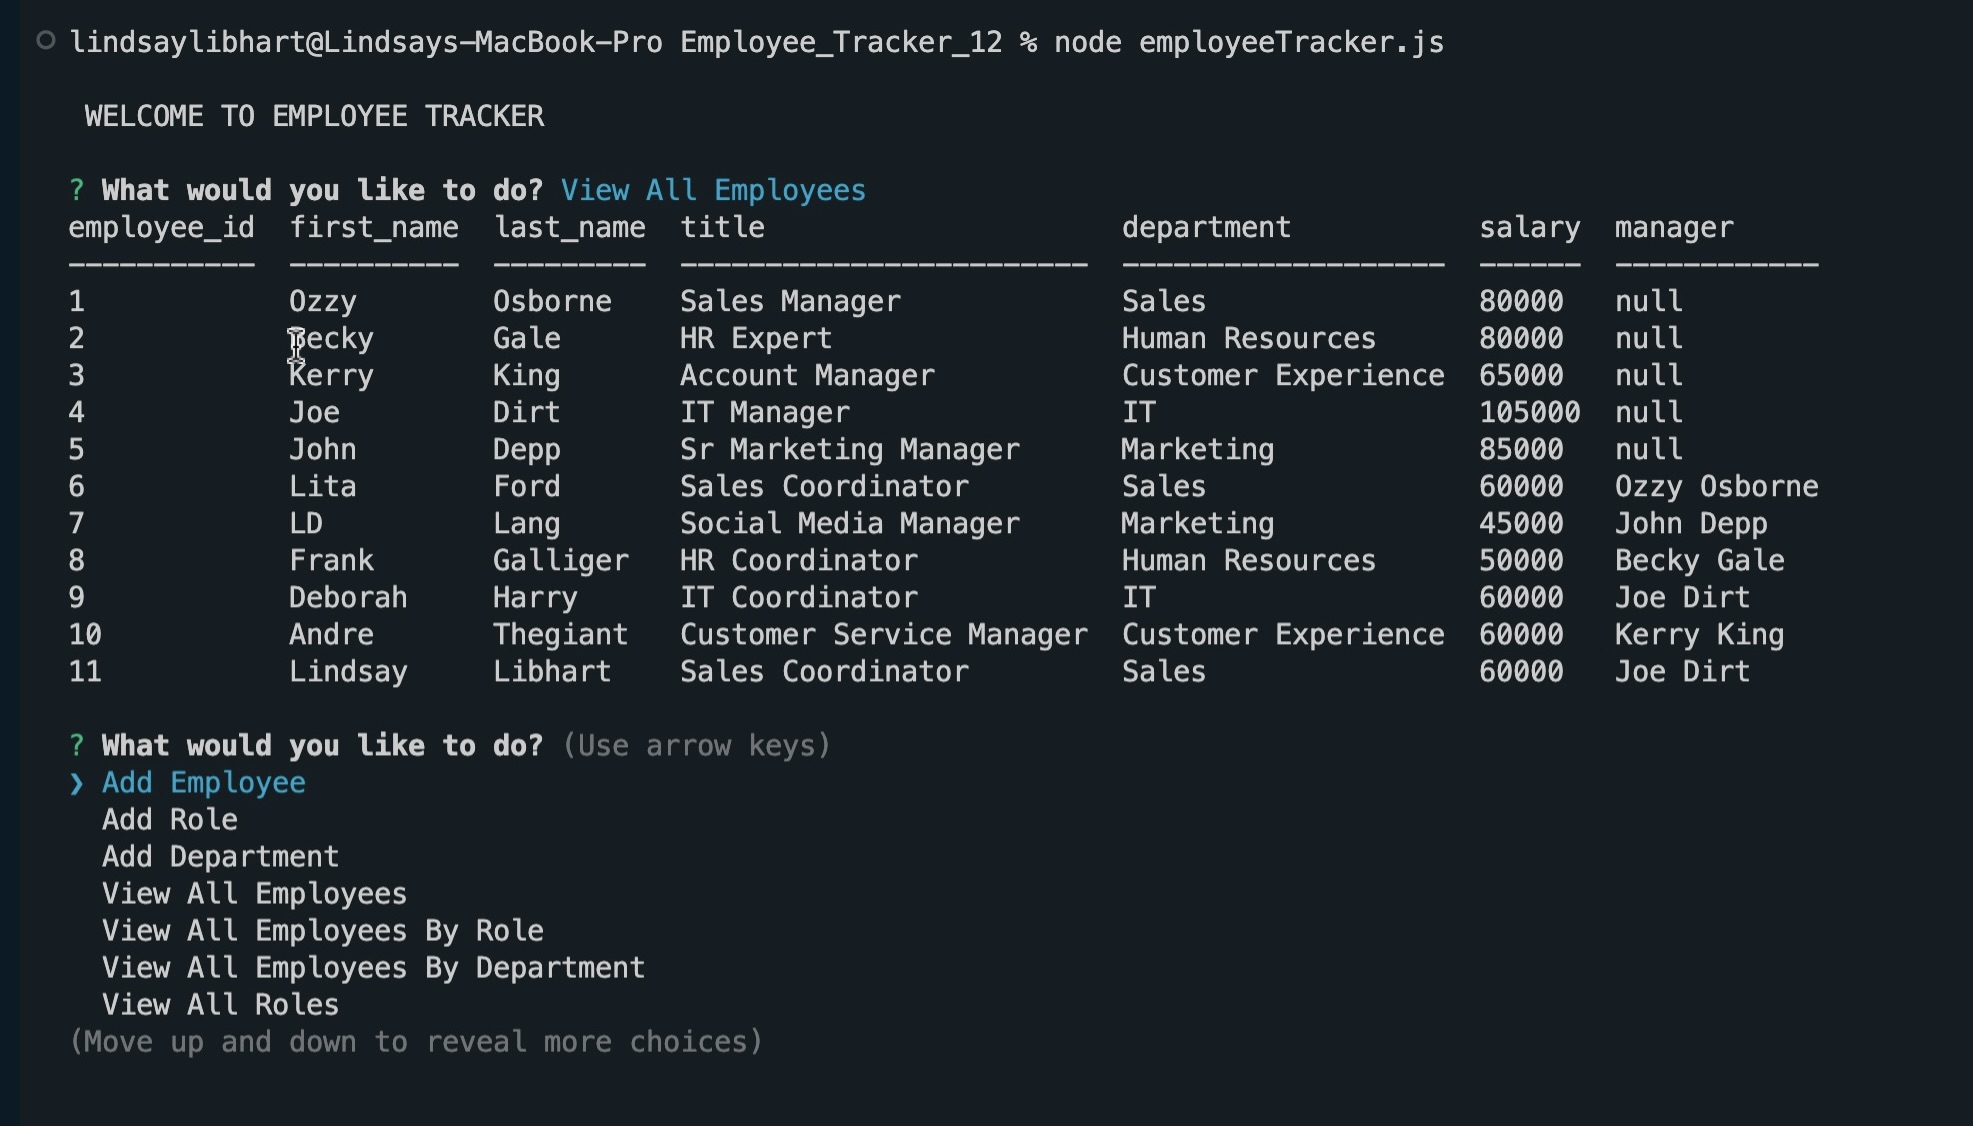 lindsaylibhart@Lindsays-MacBook-Pro Employee_Tracker_12 % node employeeTracker.js
WELCOME TO EMPLOYEE TRACKER
? What would you like to do? View All Employees
employee_id  first_name  last_name  title                     department           salary  manager
-----------  ----------  ---------  ------------------------  -------------------  ------  ------------
1            Ozzy        Osborne    Sales Manager             Sales                80000   null
2            Becky       Gale       HR Expert                 Human Resources      80000   null
3            Kerry       King       Account Manager           Customer Experience  65000   null
4            Joe         Dirt       IT Manager                IT                   105000  null
5            John        Depp       Sr Marketing Manager      Marketing            85000   null
6            Lita        Ford       Sales Coordinator         Sales                60000   Ozzy Osborne
7            LD          Lang       Social Media Manager      Marketing            45000   John Depp
8            Frank       Galliger   HR Coordinator            Human Resources      50000   Becky Gale
9            Deborah     Harry      IT Coordinator            IT                   60000   Joe Dirt
10           Andre       Thegiant   Customer Service Manager  Customer Experience  60000   Kerry King
11           Lindsay     Libhart    Sales Coordinator         Sales                60000   Joe Dirt
? What would you like to do? (Use arrow keys)
❯ Add Employee
Add Role
Add Department
View All Employees
View All Employees By Role
View All Employees By Department
View All Roles
(Move up and down to reveal more choices)